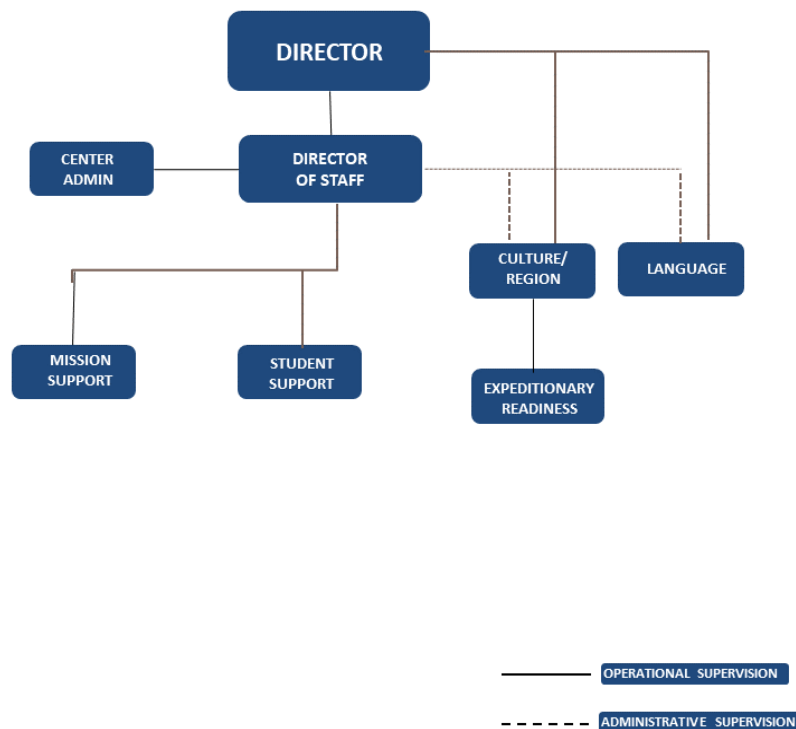 DIRECTOR
CENTER
ADMIN
DIRECTOR
OF STAFF
CULTURE/
REGION
LANGUAGE
MISSION
SUPPORT
STUDENT
SUPPORT
EXPEDITIONARY
READINESS
OPERATIONAL SUPERVISION
ADMINISTRATIVE SUPERVISION